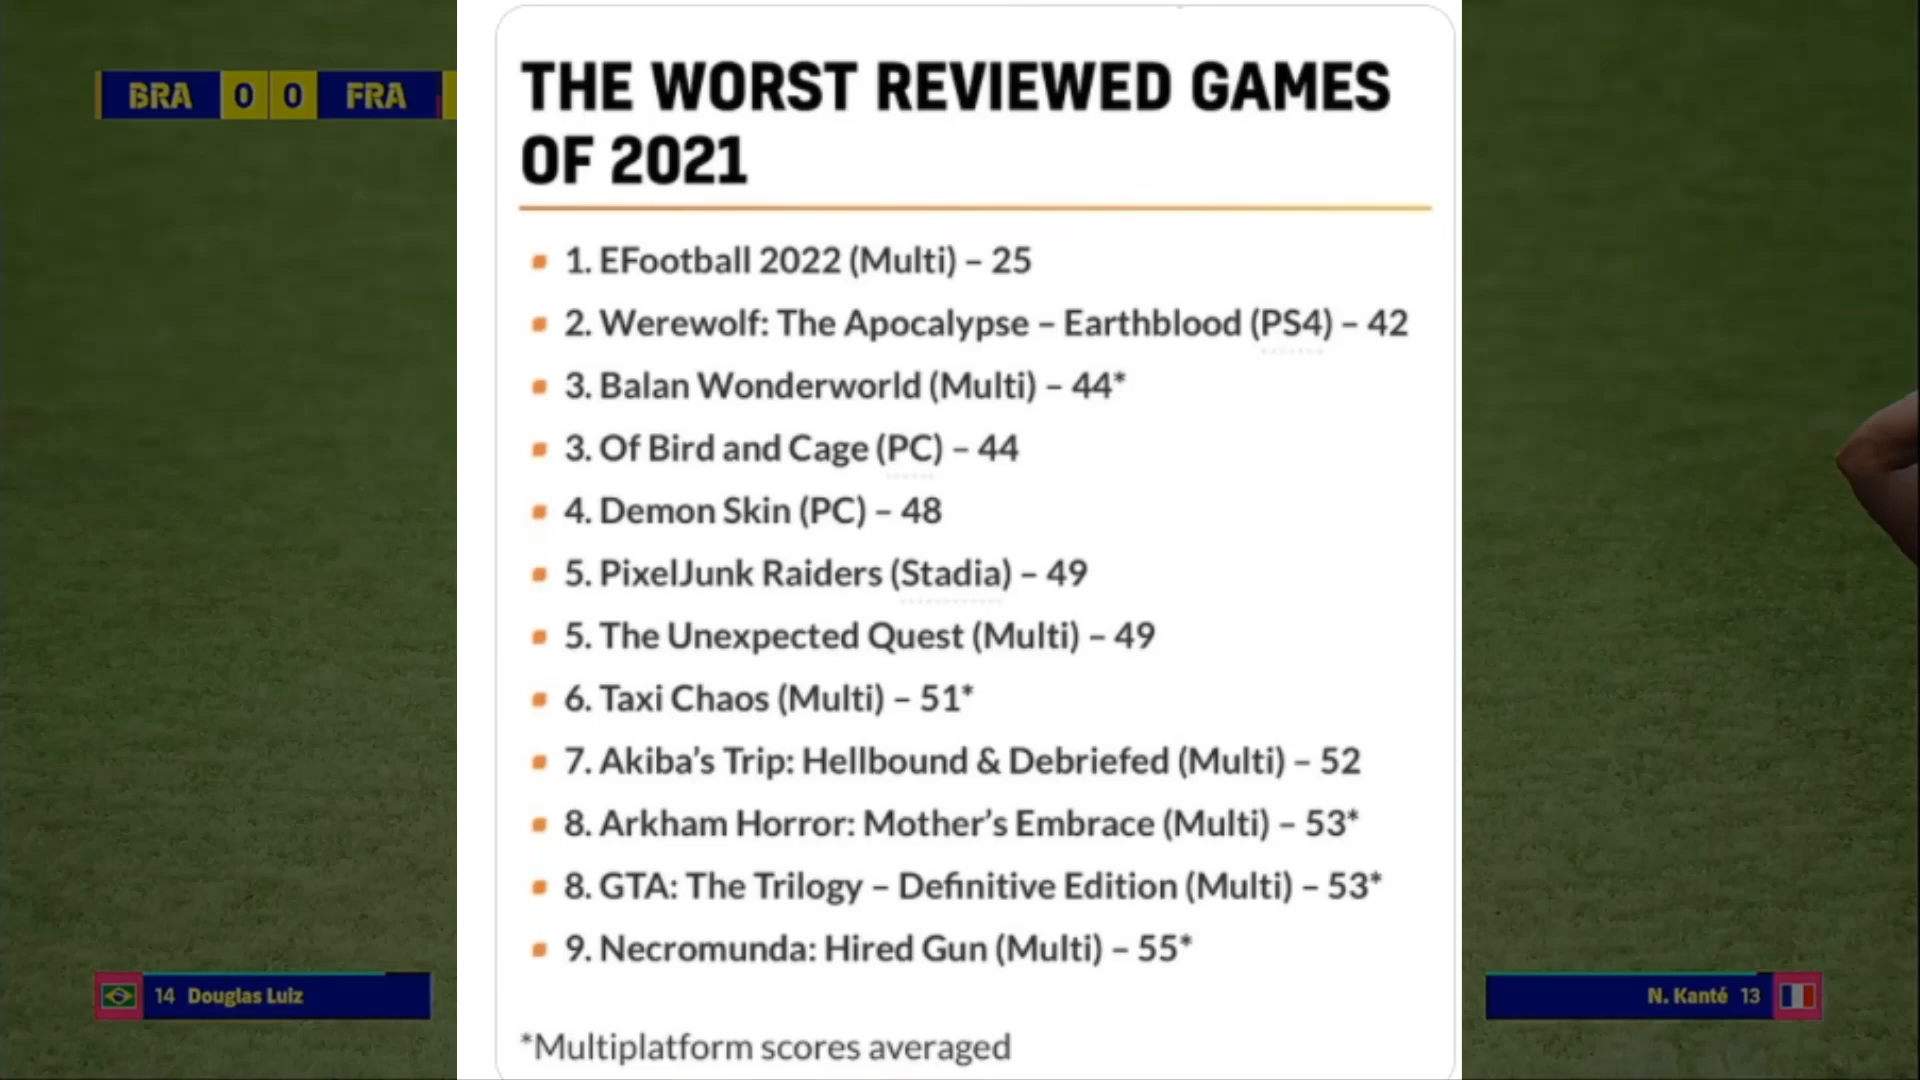 BRA 0 0 FRA
THE WORST REVIEWED GAMES
OF 2021
1. EFootball 2022 (Multi) – 25
2. Werewolf: The Apocalypse – Earthblood (PS4) – 42
3. Balan Wonderworld (Multi) – 44*
3. Of Bird and Cage (PC) – 44
4. Demon Skin (PC) – 48
5. PixelJunk Raiders (Stadia) – 49
5. The Unexpected Quest (Multi) – 49
6. Taxi Chaos (Multi) – 51*
7. Akiba’s Trip: Hellbound & Debriefed (Multi) – 52
8. Arkham Horror: Mother’s Embrace (Multi) – 53*
8. GTA: The Trilogy – Definitive Edition (Multi) – 53*
9. Necromunda: Hired Gun (Multi) – 55*
14 Douglas Luiz
N. Kanté 13
*Multiplatform scores averaged